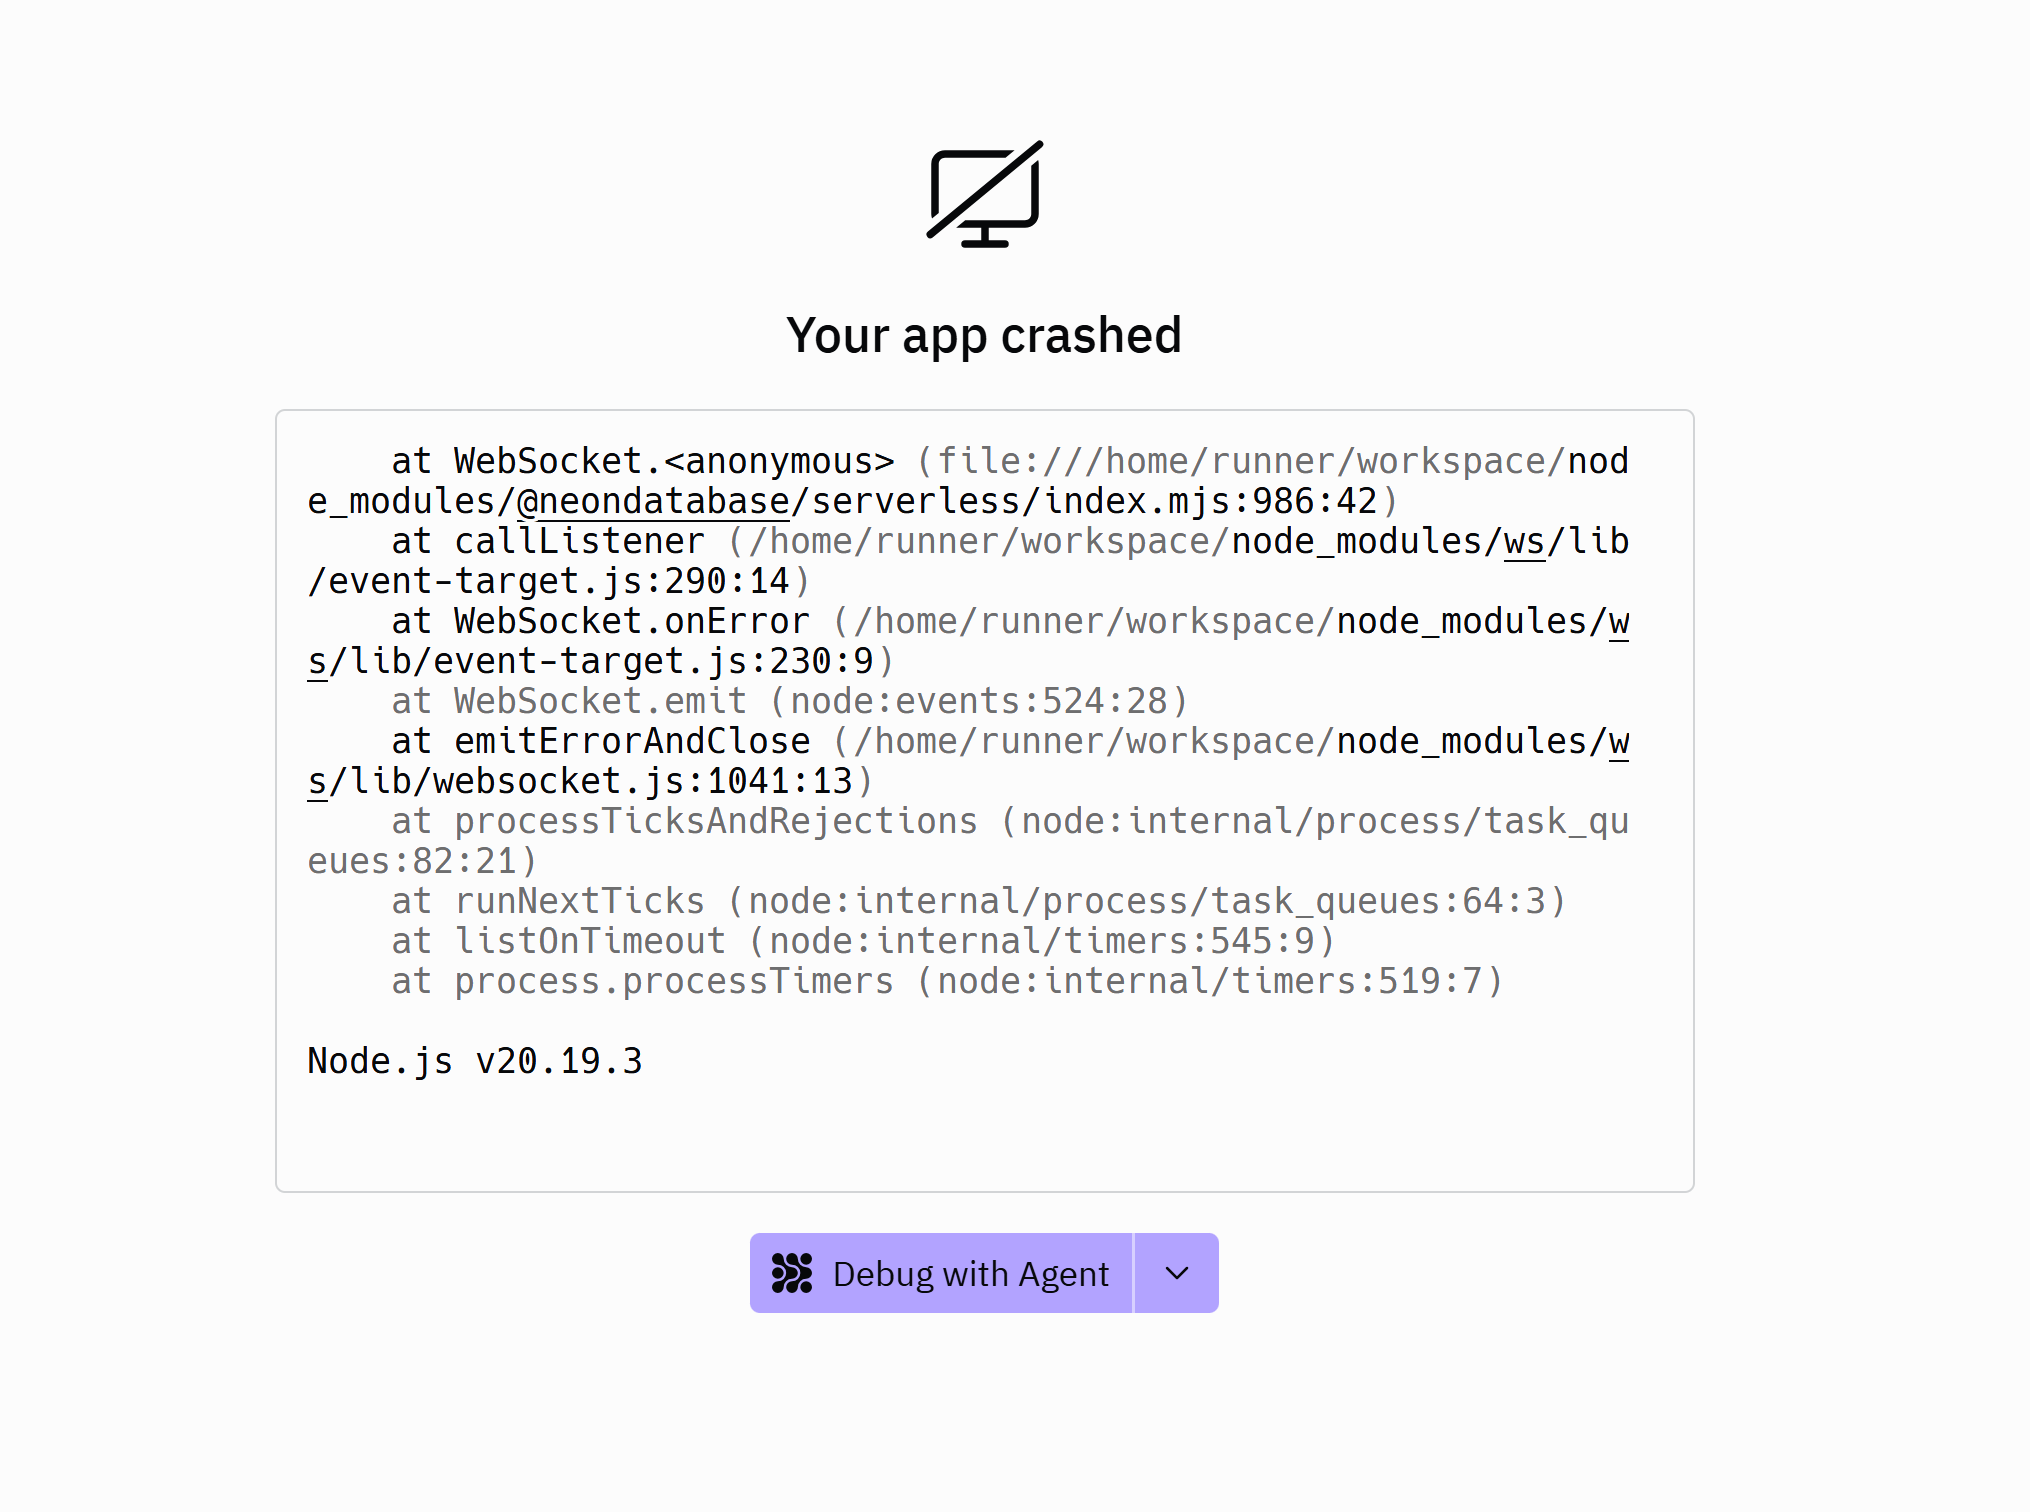 Your app crashed
    at WebSocket.<anonymous> (file:///home/runner/workspace/nod
e_modules/@neondatabase/serverless/index.mjs:986:42)
    at callListener (/home/runner/workspace/node_modules/ws/lib
/event-target.js:290:14)
    at WebSocket.onError (/home/runner/workspace/node_modules/w
s/lib/event-target.js:230:9)
    at WebSocket.emit (node:events:524:28)
    at emitErrorAndClose (/home/runner/workspace/node_modules/w
s/lib/websocket.js:1041:13)
    at processTicksAndRejections (node:internal/process/task_qu
eues:82:21)
    at runNextTicks (node:internal/process/task_queues:64:3)
    at listOnTimeout (node:internal/timers:545:9)
    at process.processTimers (node:internal/timers:519:7)
Node.js v20.19.3
Debug with Agent